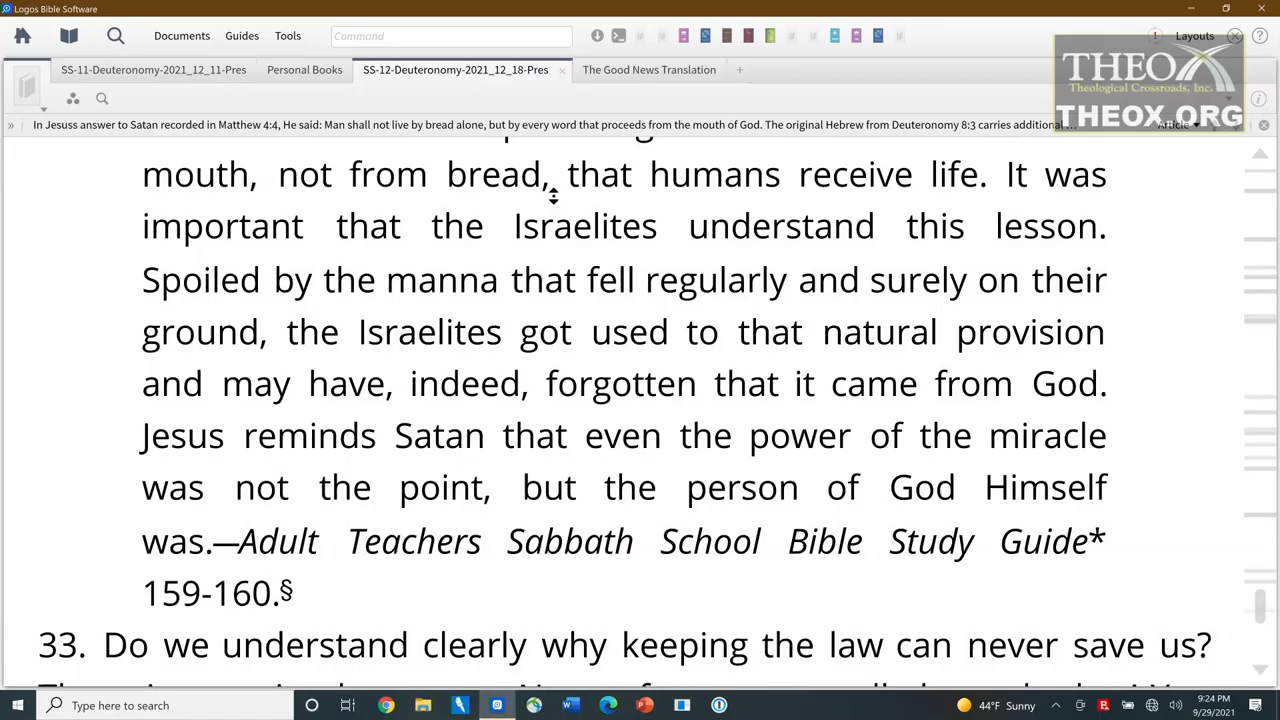 Logos Bible Software
Documents Guides Tools Command 1 Layouts
SS-11-Deuteronomy-2021_12_11-Pres Personal Books SS-12-Deuteronomy-2021_12_18-Pres The Good News Translation
THEOX
Theological Crossroads, Inc.
THEOX.ORG
In Jesuss answer to Satan recorded in Matthew 4:4, He said: Man shall not live by bread alone, but by every word that proceeds from the mouth of God. The original Hebrew from Deuteronomy 8:3 carries additional ... Article
mouth, not from bread, that humans receive life. It was
important that the Israelites understand this lesson.
Spoiled by the manna that fell regularly and surely on their
ground, the Israelites got used to that natural provision
and may have, indeed, forgotten that it came from God.
Jesus reminds Satan that even the power of the miracle
was not the point, but the person of God Himself
was.—Adult Teachers Sabbath School Bible Study Guide*
159-160.§
33. Do we understand clearly why keeping the law can never save us?
Type here to search
44°F Sunny
9:24 PM
9/29/2021